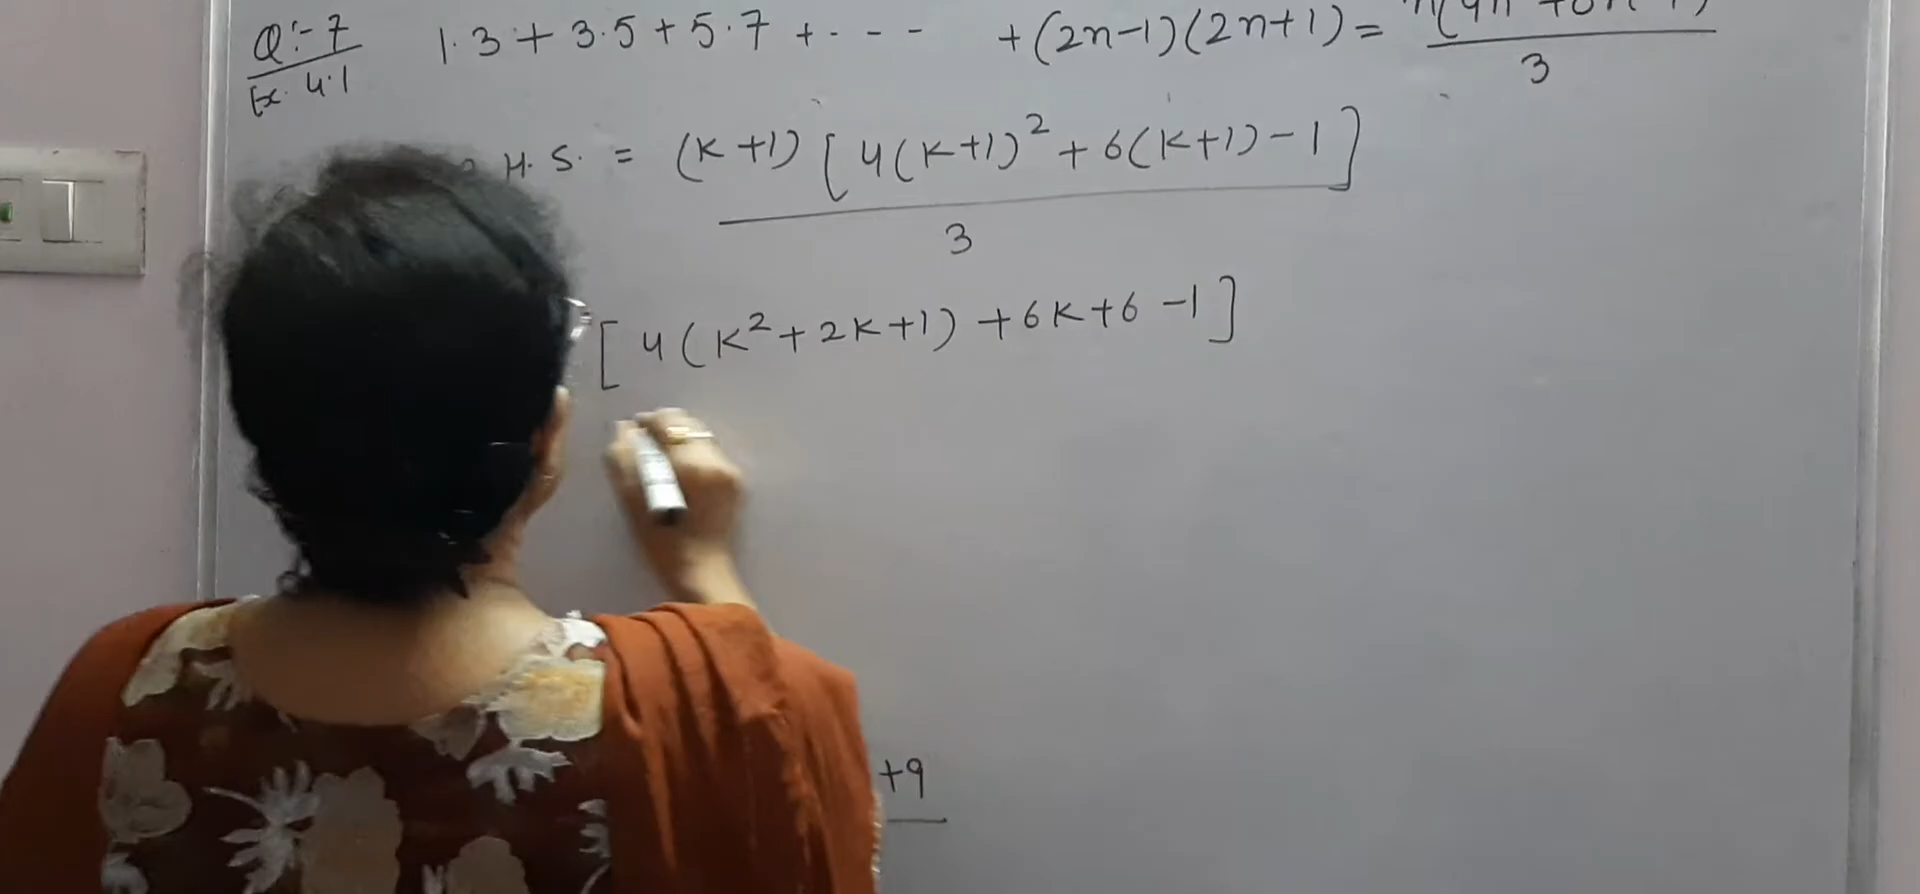 Q:- 7 1.3 + 3.5 + 5.7 + - - - + (2n-1)(2n+1) =
3
Ex. 4.1
H.S. = (k+1) [ 4(k+1)² + 6(k+1) - 1 ]
3
[ 4(k²+2k+1) + 6k+6 -1 ]
+9